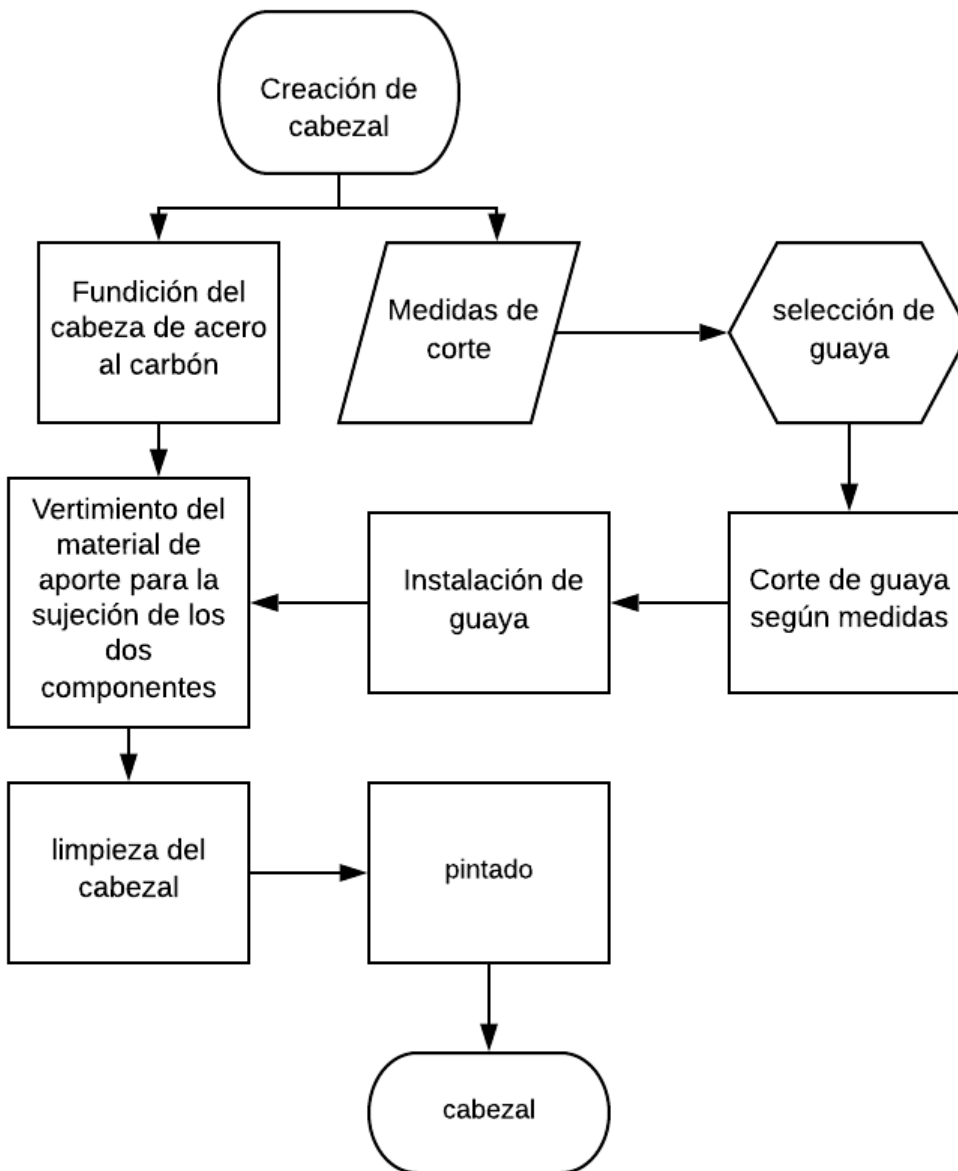 Creación de
cabezal
Fundición del
cabeza de acero
al carbón
Medidas de
corte
selección de
guaya
Vertimiento del
material de
aporte para la
sujeción de los
dos
componentes
Instalación de
guaya
Corte de guaya
según medidas
limpieza del
cabezal
pintado
cabezal